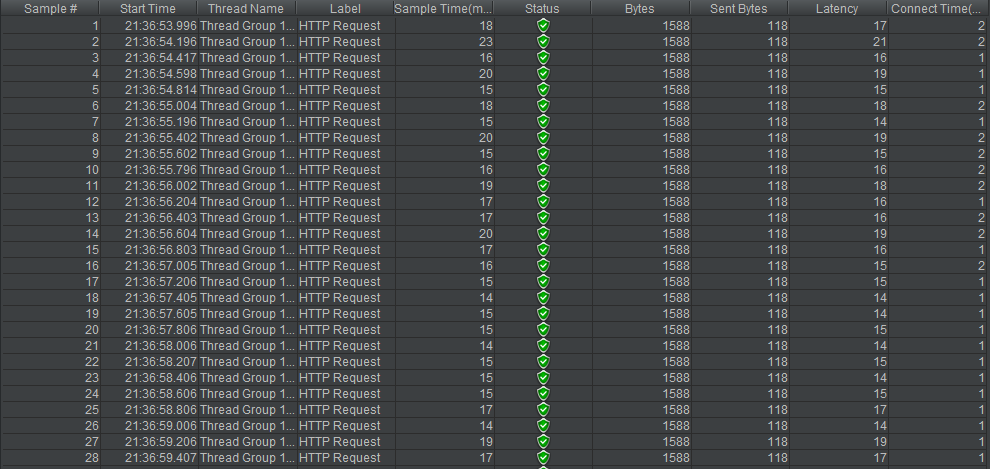 Sample # Start Time Thread Name Label Sample Time(m... Status Bytes Sent Bytes Latency Connect Time(...
1 21:36:53.996 Thread Group 1... HTTP Request 18 1588 118 17 2
2 21:36:54.196 Thread Group 1... HTTP Request 23 1588 118 21 2
3 21:36:54.417 Thread Group 1... HTTP Request 16 1588 118 16 1
4 21:36:54.598 Thread Group 1... HTTP Request 20 1588 118 19 1
5 21:36:54.814 Thread Group 1... HTTP Request 15 1588 118 15 1
6 21:36:55.004 Thread Group 1... HTTP Request 18 1588 118 18 2
7 21:36:55.196 Thread Group 1... HTTP Request 15 1588 118 14 1
8 21:36:55.402 Thread Group 1... HTTP Request 20 1588 118 19 2
9 21:36:55.602 Thread Group 1... HTTP Request 15 1588 118 15 2
10 21:36:55.796 Thread Group 1... HTTP Request 16 1588 118 16 2
11 21:36:56.002 Thread Group 1... HTTP Request 19 1588 118 18 2
12 21:36:56.204 Thread Group 1... HTTP Request 17 1588 118 16 1
13 21:36:56.403 Thread Group 1... HTTP Request 17 1588 118 16 2
14 21:36:56.604 Thread Group 1... HTTP Request 20 1588 118 19 2
15 21:36:56.803 Thread Group 1... HTTP Request 17 1588 118 16 1
16 21:36:57.005 Thread Group 1... HTTP Request 16 1588 118 15 2
17 21:36:57.206 Thread Group 1... HTTP Request 15 1588 118 15 1
18 21:36:57.405 Thread Group 1... HTTP Request 14 1588 118 14 1
19 21:36:57.605 Thread Group 1... HTTP Request 15 1588 118 14 1
20 21:36:57.806 Thread Group 1... HTTP Request 15 1588 118 15 1
21 21:36:58.006 Thread Group 1... HTTP Request 14 1588 118 14 1
22 21:36:58.207 Thread Group 1... HTTP Request 15 1588 118 15 1
23 21:36:58.406 Thread Group 1... HTTP Request 15 1588 118 14 1
24 21:36:58.606 Thread Group 1... HTTP Request 15 1588 118 15 1
25 21:36:58.806 Thread Group 1... HTTP Request 17 1588 118 17 1
26 21:36:59.006 Thread Group 1... HTTP Request 14 1588 118 14 1
27 21:36:59.206 Thread Group 1... HTTP Request 19 1588 118 19 1
28 21:36:59.407 Thread Group 1... HTTP Request 17 1588 118 17 1